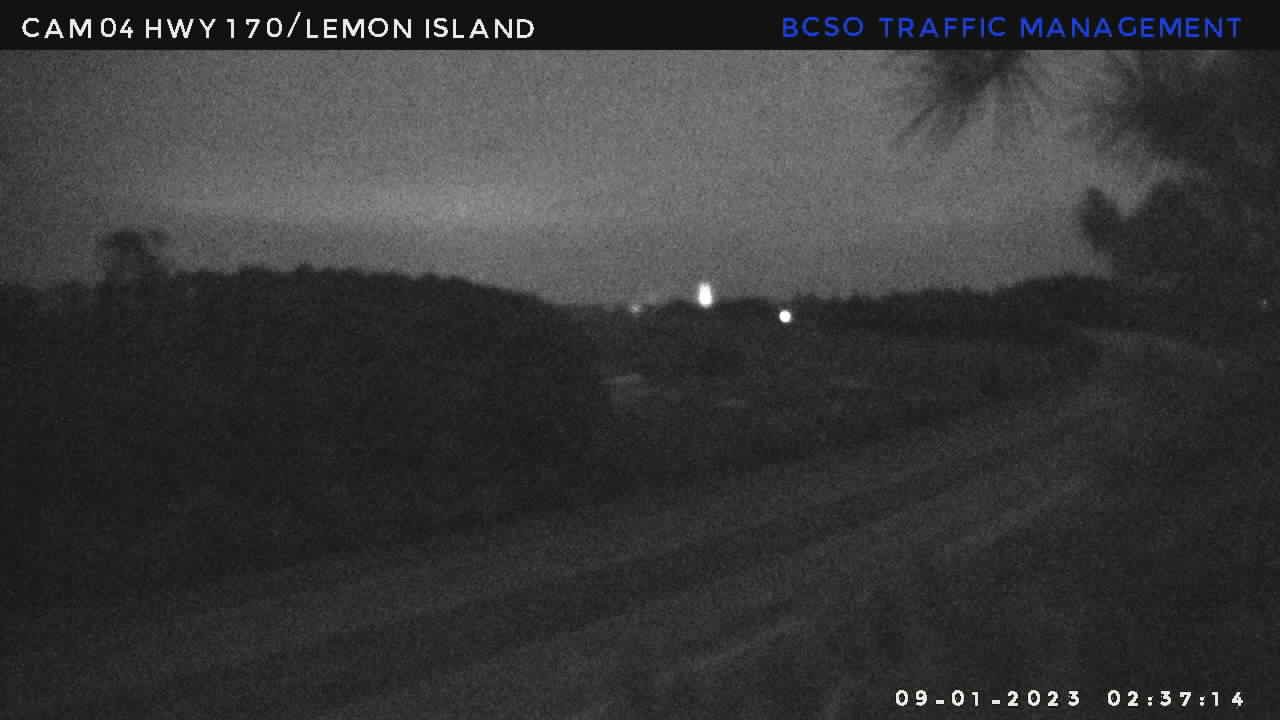 CAM04 HWY 170/LEMON ISLAND
BCSO TRAFFIC MANAGEMENT
09-01-2023 02:37:14